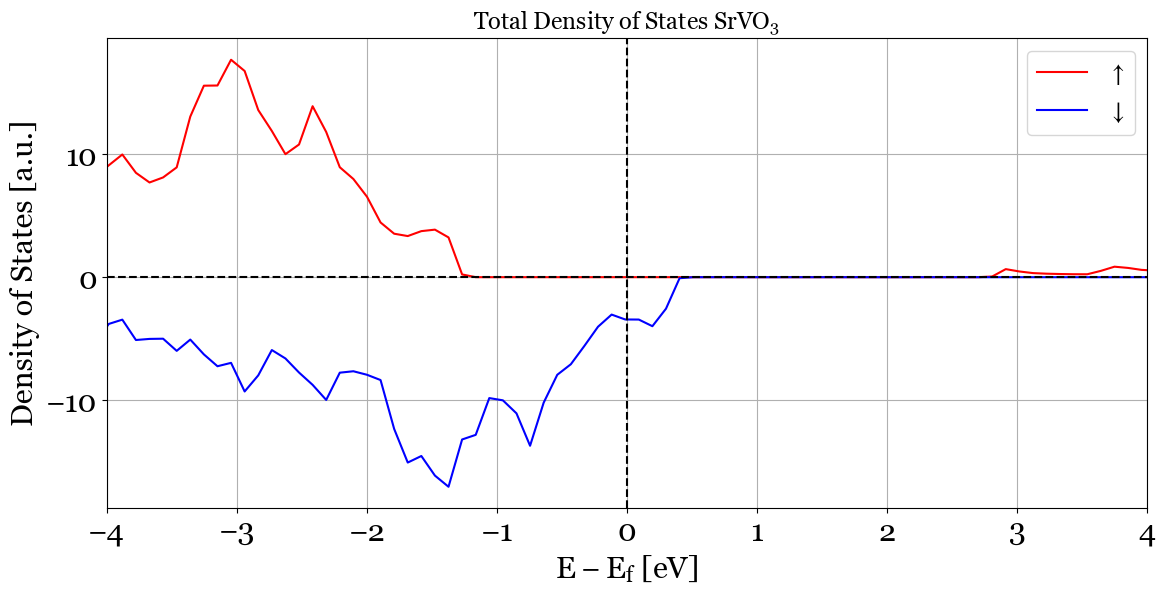 Total Density of States SrVO₃
↑
↓
Density of States [a.u.]
10
0
−10
−4 −3 −2 −1 0 1 2 3 4
E − E_f [eV]